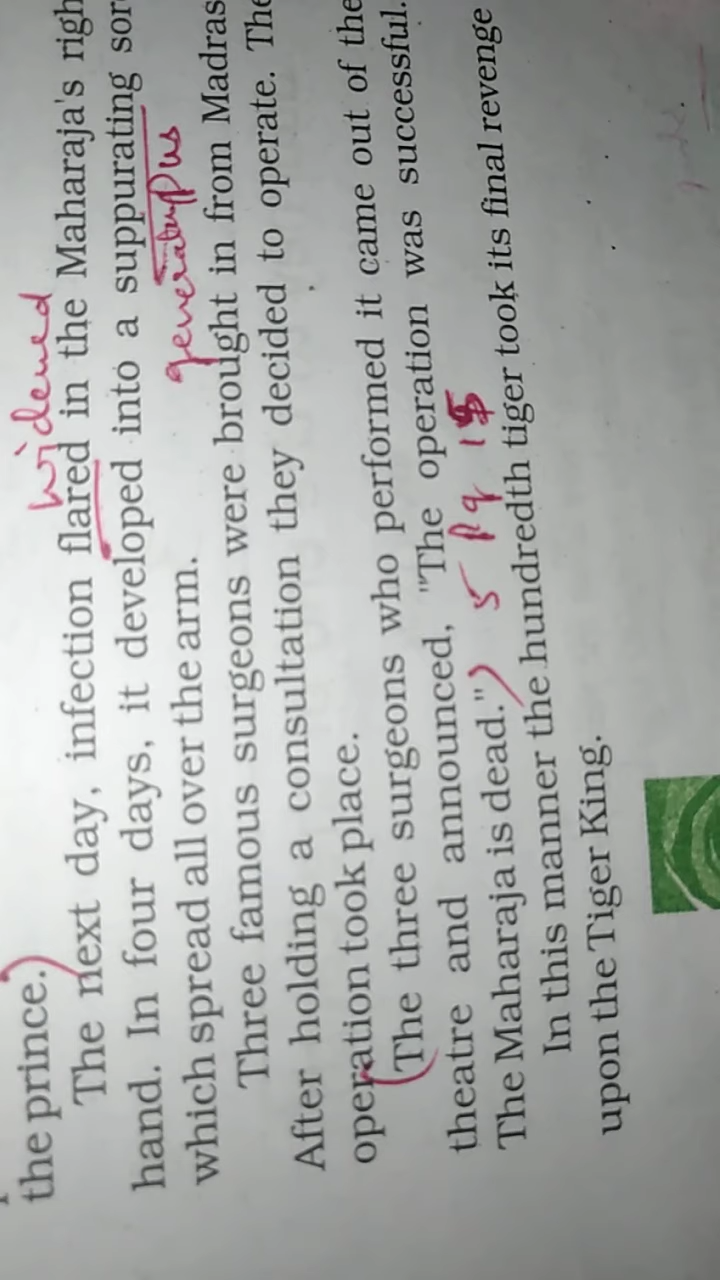 the prince.)
widened
The next day, infection flared in the Maharaja's righ
hand. In four days, it developed into a suppurating sor
which spread all over the arm.
pus
Three famous surgeons were brought in from Madras
After holding a consultation they decided to operate. The
operation took place.
(The three surgeons who performed it came out of the
theatre and announced, "The operation was successful.
The Maharaja is dead.") 5 Pg 15
In this manner the hundredth tiger took its final revenge
upon the Tiger King.